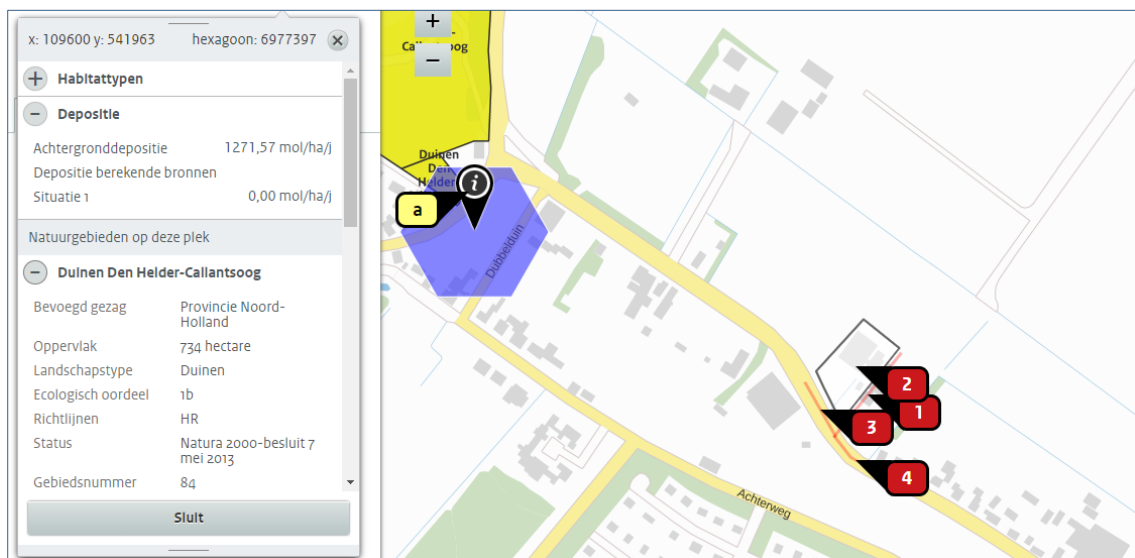 x: 109600 y: 541963 hexagoon: 6977397
Habitattypen
Depositie
Achtergronddepositie 1271,57 mol/ha/j
Depositie berekende bronnen
Situatie 1 0,00 mol/ha/j
Natuurgebieden op deze plek
Duinen Den Helder-Callantsoog
Bevoegd gezag Provincie Noord-
Holland
Oppervlak 734 hectare
Landschapstype Duinen
Ecologisch oordeel 1b
Richtlijnen HR
Status Natura 2000-besluit 7
mei 2013
Gebiedsnummer 84
Sluit
+
−
Duinen
Den
Helder
i
a
Dubbelduin
2
1
3
4
Achterweg